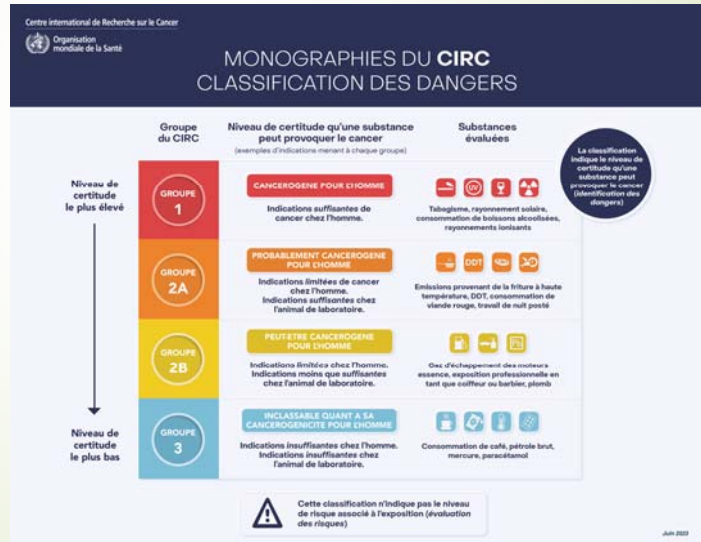 Centre international de Recherche sur le Cancer
Organisation
mondiale de la Santé
MONOGRAPHIES DU CIRC
CLASSIFICATION DES DANGERS
Groupe
du CIRC
Niveau de certitude qu'une substance
peut provoquer le cancer
(exemples d'indications menant à chaque groupe)
Substances
évaluées
La classification
indique le niveau de
certitude qu'une
substance peut
provoquer le cancer
(identification des
dangers)
Niveau de
certitude
le plus élevé
GROUPE
1
CANCEROGENE POUR L'HOMME
Indications suffisantes de
cancer chez l'homme.
UV
Tabagisme, rayonnement solaire,
consommation de boissons alcoolisées,
rayonnements ionisants
GROUPE
2A
PROBABLEMENT CANCEROGENE
POUR L'HOMME
Indications limitées de cancer
chez l'homme.
Indications suffisantes chez
l'animal de laboratoire.
DDT
Emissions provenant de la friture à haute
température, DDT, consommation de
viande rouge, travail de nuit posté
GROUPE
2B
PEUT-ETRE CANCEROGENE
POUR L'HOMME
Indications limitées chez l'homme.
Indications moins que suffisantes
chez l'animal de laboratoire.
Pb
Gaz d'échappement des moteurs
essence, exposition professionnelle en
tant que coiffeur ou barbier, plomb
Niveau de
certitude
le plus bas
GROUPE
3
INCLASSABLE QUANT A SA
CANCEROGENICITE POUR L'HOMME
Indications insuffisantes chez l'homme.
Indications insuffisantes chez
l'animal de laboratoire.
Consommation de café, pétrole brut,
mercure, paracétamol
Cette classification n'indique pas le niveau
de risque associé à l'exposition (évaluation
des risques)
Juin 2023